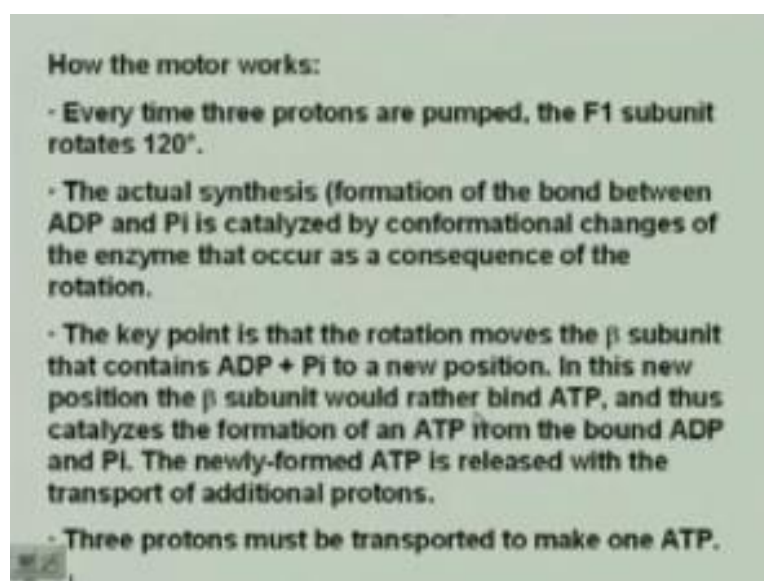 How the motor works:
· Every time three protons are pumped, the F1 subunit
rotates 120°.
· The actual synthesis (formation of the bond between
ADP and Pi is catalyzed by conformational changes of
the enzyme that occur as a consequence of the
rotation.
· The key point is that the rotation moves the β subunit
that contains ADP + Pi to a new position. In this new
position the β subunit would rather bind ATP, and thus
catalyzes the formation of an ATP from the bound ADP
and Pi. The newly-formed ATP is released with the
transport of additional protons.
· Three protons must be transported to make one ATP.